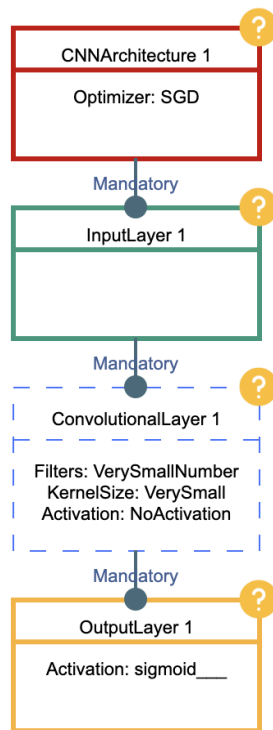 ?
CNNArchitecture 1
Optimizer: SGD
Mandatory
?
InputLayer 1
Mandatory
?
ConvolutionalLayer 1
Filters: VerySmallNumber
KernelSize: VerySmall
Activation: NoActivation
Mandatory
?
OutputLayer 1
Activation: sigmoid___